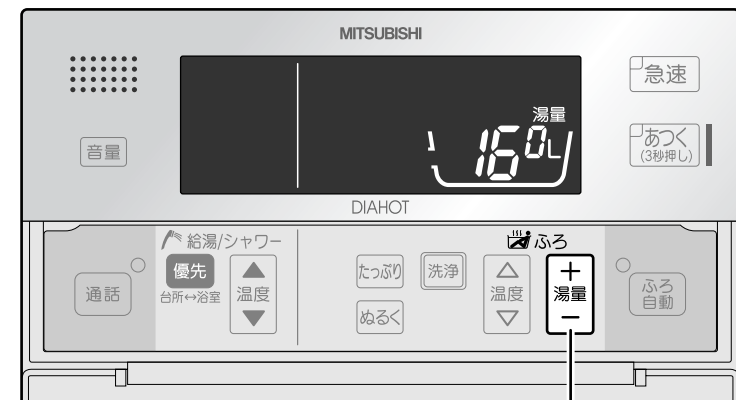 MITSUBISHI
急速
湯量
160L
音量
あつく
(3秒押し)
DIAHOT
給湯/シャワー
ふろ
通話
優先
台所↔浴室
温度
たっぷり
洗浄
ぬるく
温度
+
湯量
−
ふろ
自動